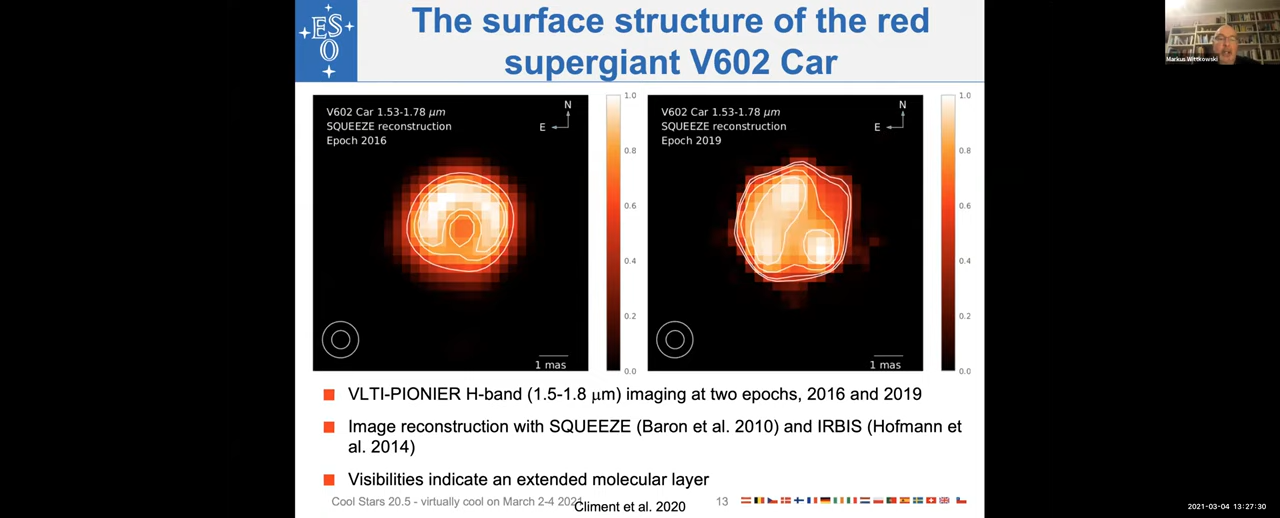 ESO
The surface structure of the red
supergiant V602 Car
Markus Wittkowski
V602 Car 1.53-1.78 μm
SQUEEZE reconstruction
Epoch 2016
N
E
1 mas
1.0
0.8
0.6
0.4
0.2
0.0
V602 Car 1.53-1.78 μm
SQUEEZE reconstruction
Epoch 2019
N
E
1 mas
1.0
0.8
0.6
0.4
0.2
0.0
VLTI-PIONIER H-band (1.5-1.8 μm) imaging at two epochs, 2016 and 2019
Image reconstruction with SQUEEZE (Baron et al. 2010) and IRBIS (Hofmann et
al. 2014)
Visibilities indicate an extended molecular layer
Cool Stars 20.5 - virtually cool on March 2-4 2021
Climent et al. 2020
13
2021-03-04 13:27:30